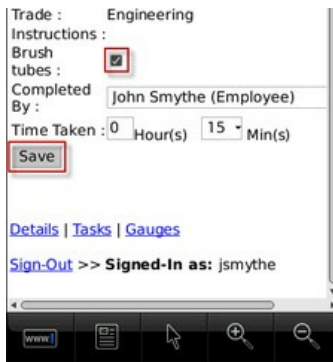 Trade : Engineering
Instructions :
Brush
tubes :
Completed
By : John Smythe (Employee)
Time Taken : 0 Hour(s) 15 Min(s)
Save
Details | Tasks | Gauges
Sign-Out >> Signed-In as: jsmythe
www.